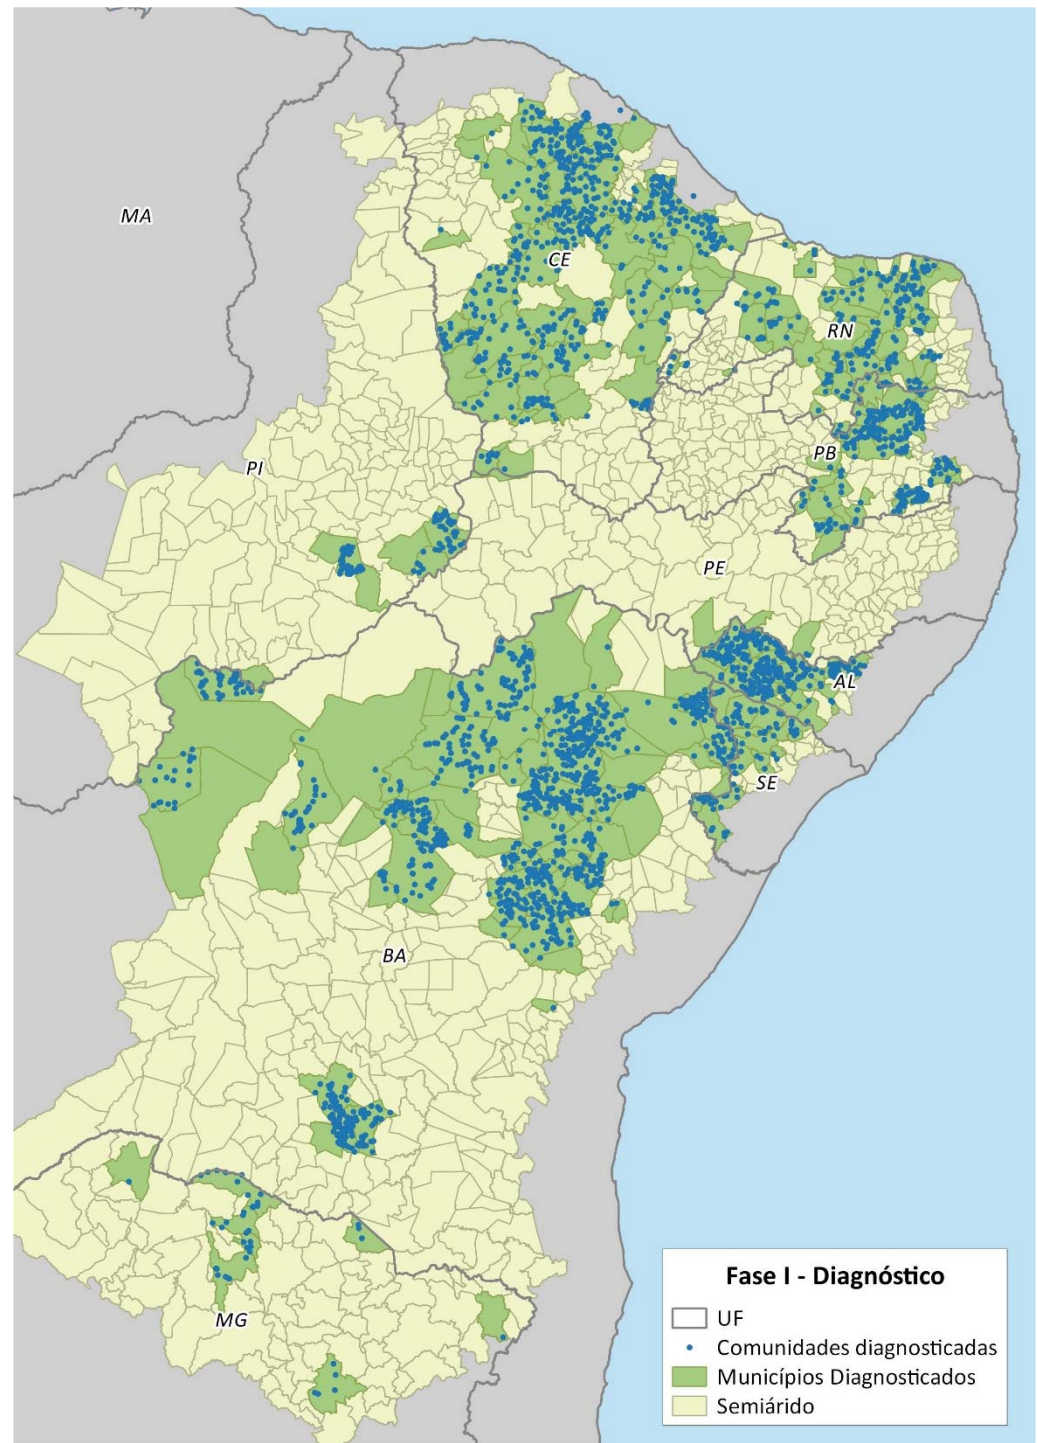 MA
CE
RN
PB
PI
PE
AL
SE
BA
MG
Fase I - Diagnóstico
UF
Comunidades diagnosticadas
Municípios Diagnosticados
Semiárido